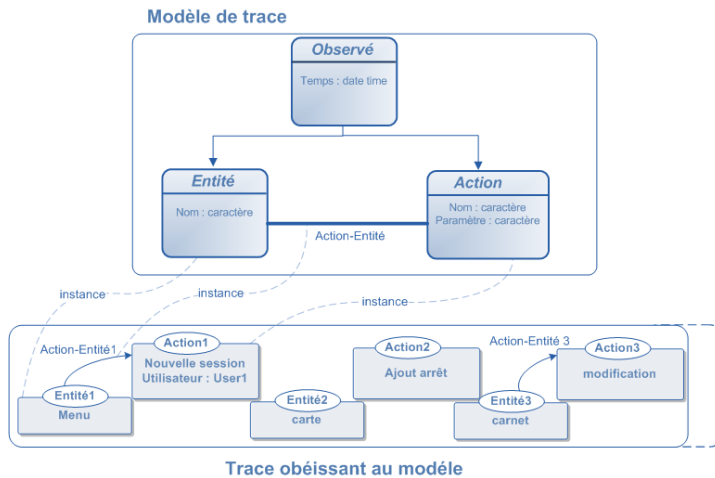 Modèle de trace
Observé
Temps : date time
Entité
Nom : caractère
Action
Nom : caractère
Paramètre : caractère
Action-Entité
instance
instance
instance
Action-Entité1
Action1
Nouvelle session
Utilisateur : User1
Entité1
Menu
Entité2
carte
Action2
Ajout arrêt
Action-Entité 3
Entité3
carnet
Action3
modification
Trace obéissant au modéle